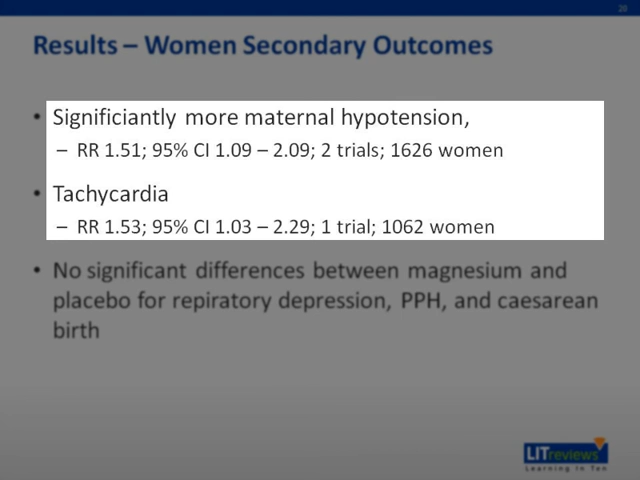 20
Results – Women Secondary Outcomes
• Significiantly more maternal hypotension,
– RR 1.51; 95% CI 1.09 – 2.09; 2 trials; 1626 women
• Tachycardia
– RR 1.53; 95% CI 1.03 – 2.29; 1 trial; 1062 women
• No significant differences between magnesium and
placebo for repiratory depression, PPH, and caesarean
birth
LITreviews
Learning In Ten